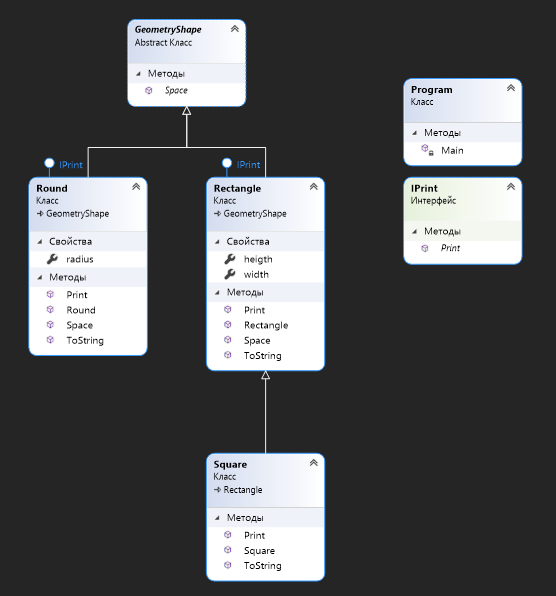 GeometryShape
Abstract Класс
Методы
Space
IPrint
Round
Класс
GeometryShape
Свойства
radius
Методы
Print
Round
Space
ToString
IPrint
Rectangle
Класс
GeometryShape
Свойства
heigth
width
Методы
Print
Rectangle
Space
ToString
Square
Класс
Rectangle
Методы
Print
Square
ToString
Program
Класс
Методы
Main
IPrint
Интерфейс
Методы
Print